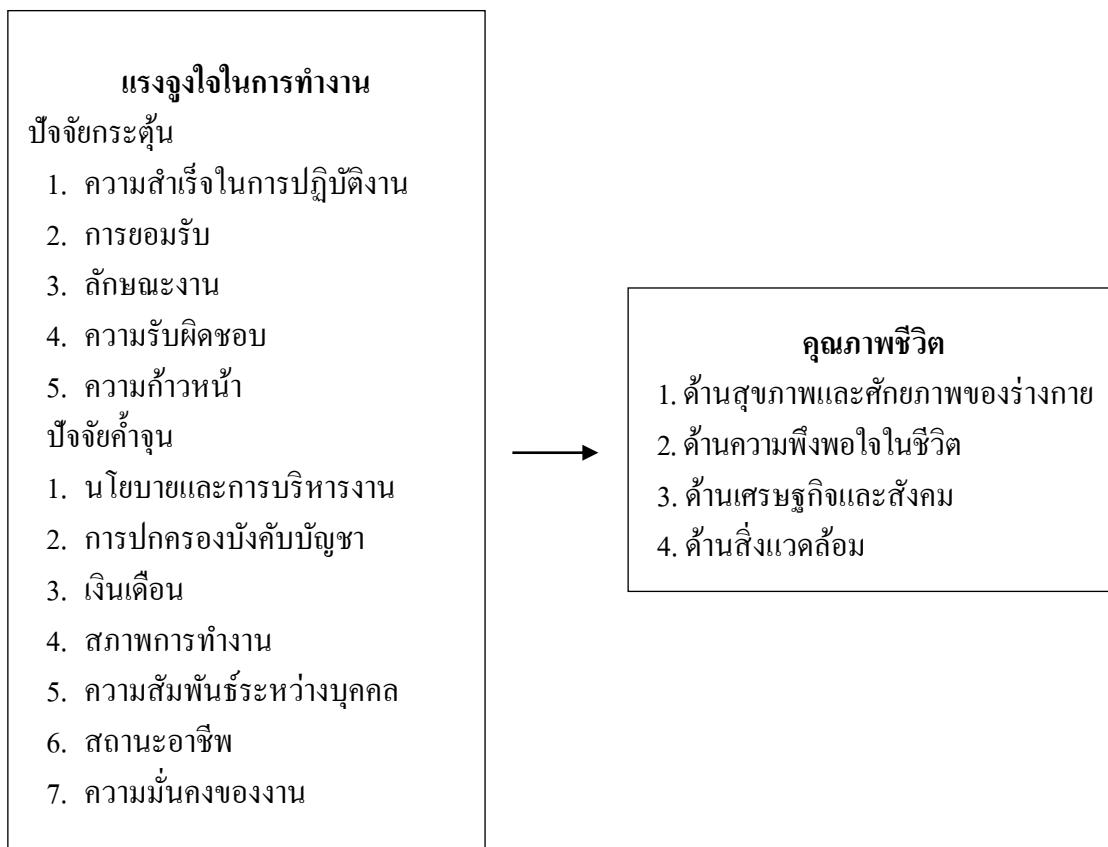 แรงจูงใจในการทำงาน
ปัจจัยกระตุ้น
1. ความสำเร็จในการปฏิบัติงาน
2. การยอมรับ
3. ลักษณะงาน
4. ความรับผิดชอบ
5. ความก้าวหน้า
ปัจจัยค้ำจุน
1. นโยบายและการบริหารงาน
2. การปกครองบังคับบัญชา
3. เงินเดือน
4. สภาพการทำงาน
5. ความสัมพันธ์ระหว่างบุคคล
6. สถานะอาชีพ
7. ความมั่นคงของงาน
คุณภาพชีวิต
1. ด้านสุขภาพและศักยภาพของร่างกาย
2. ด้านความพึงพอใจในชีวิต
3. ด้านเศรษฐกิจและสังคม
4. ด้านสิ่งแวดล้อม